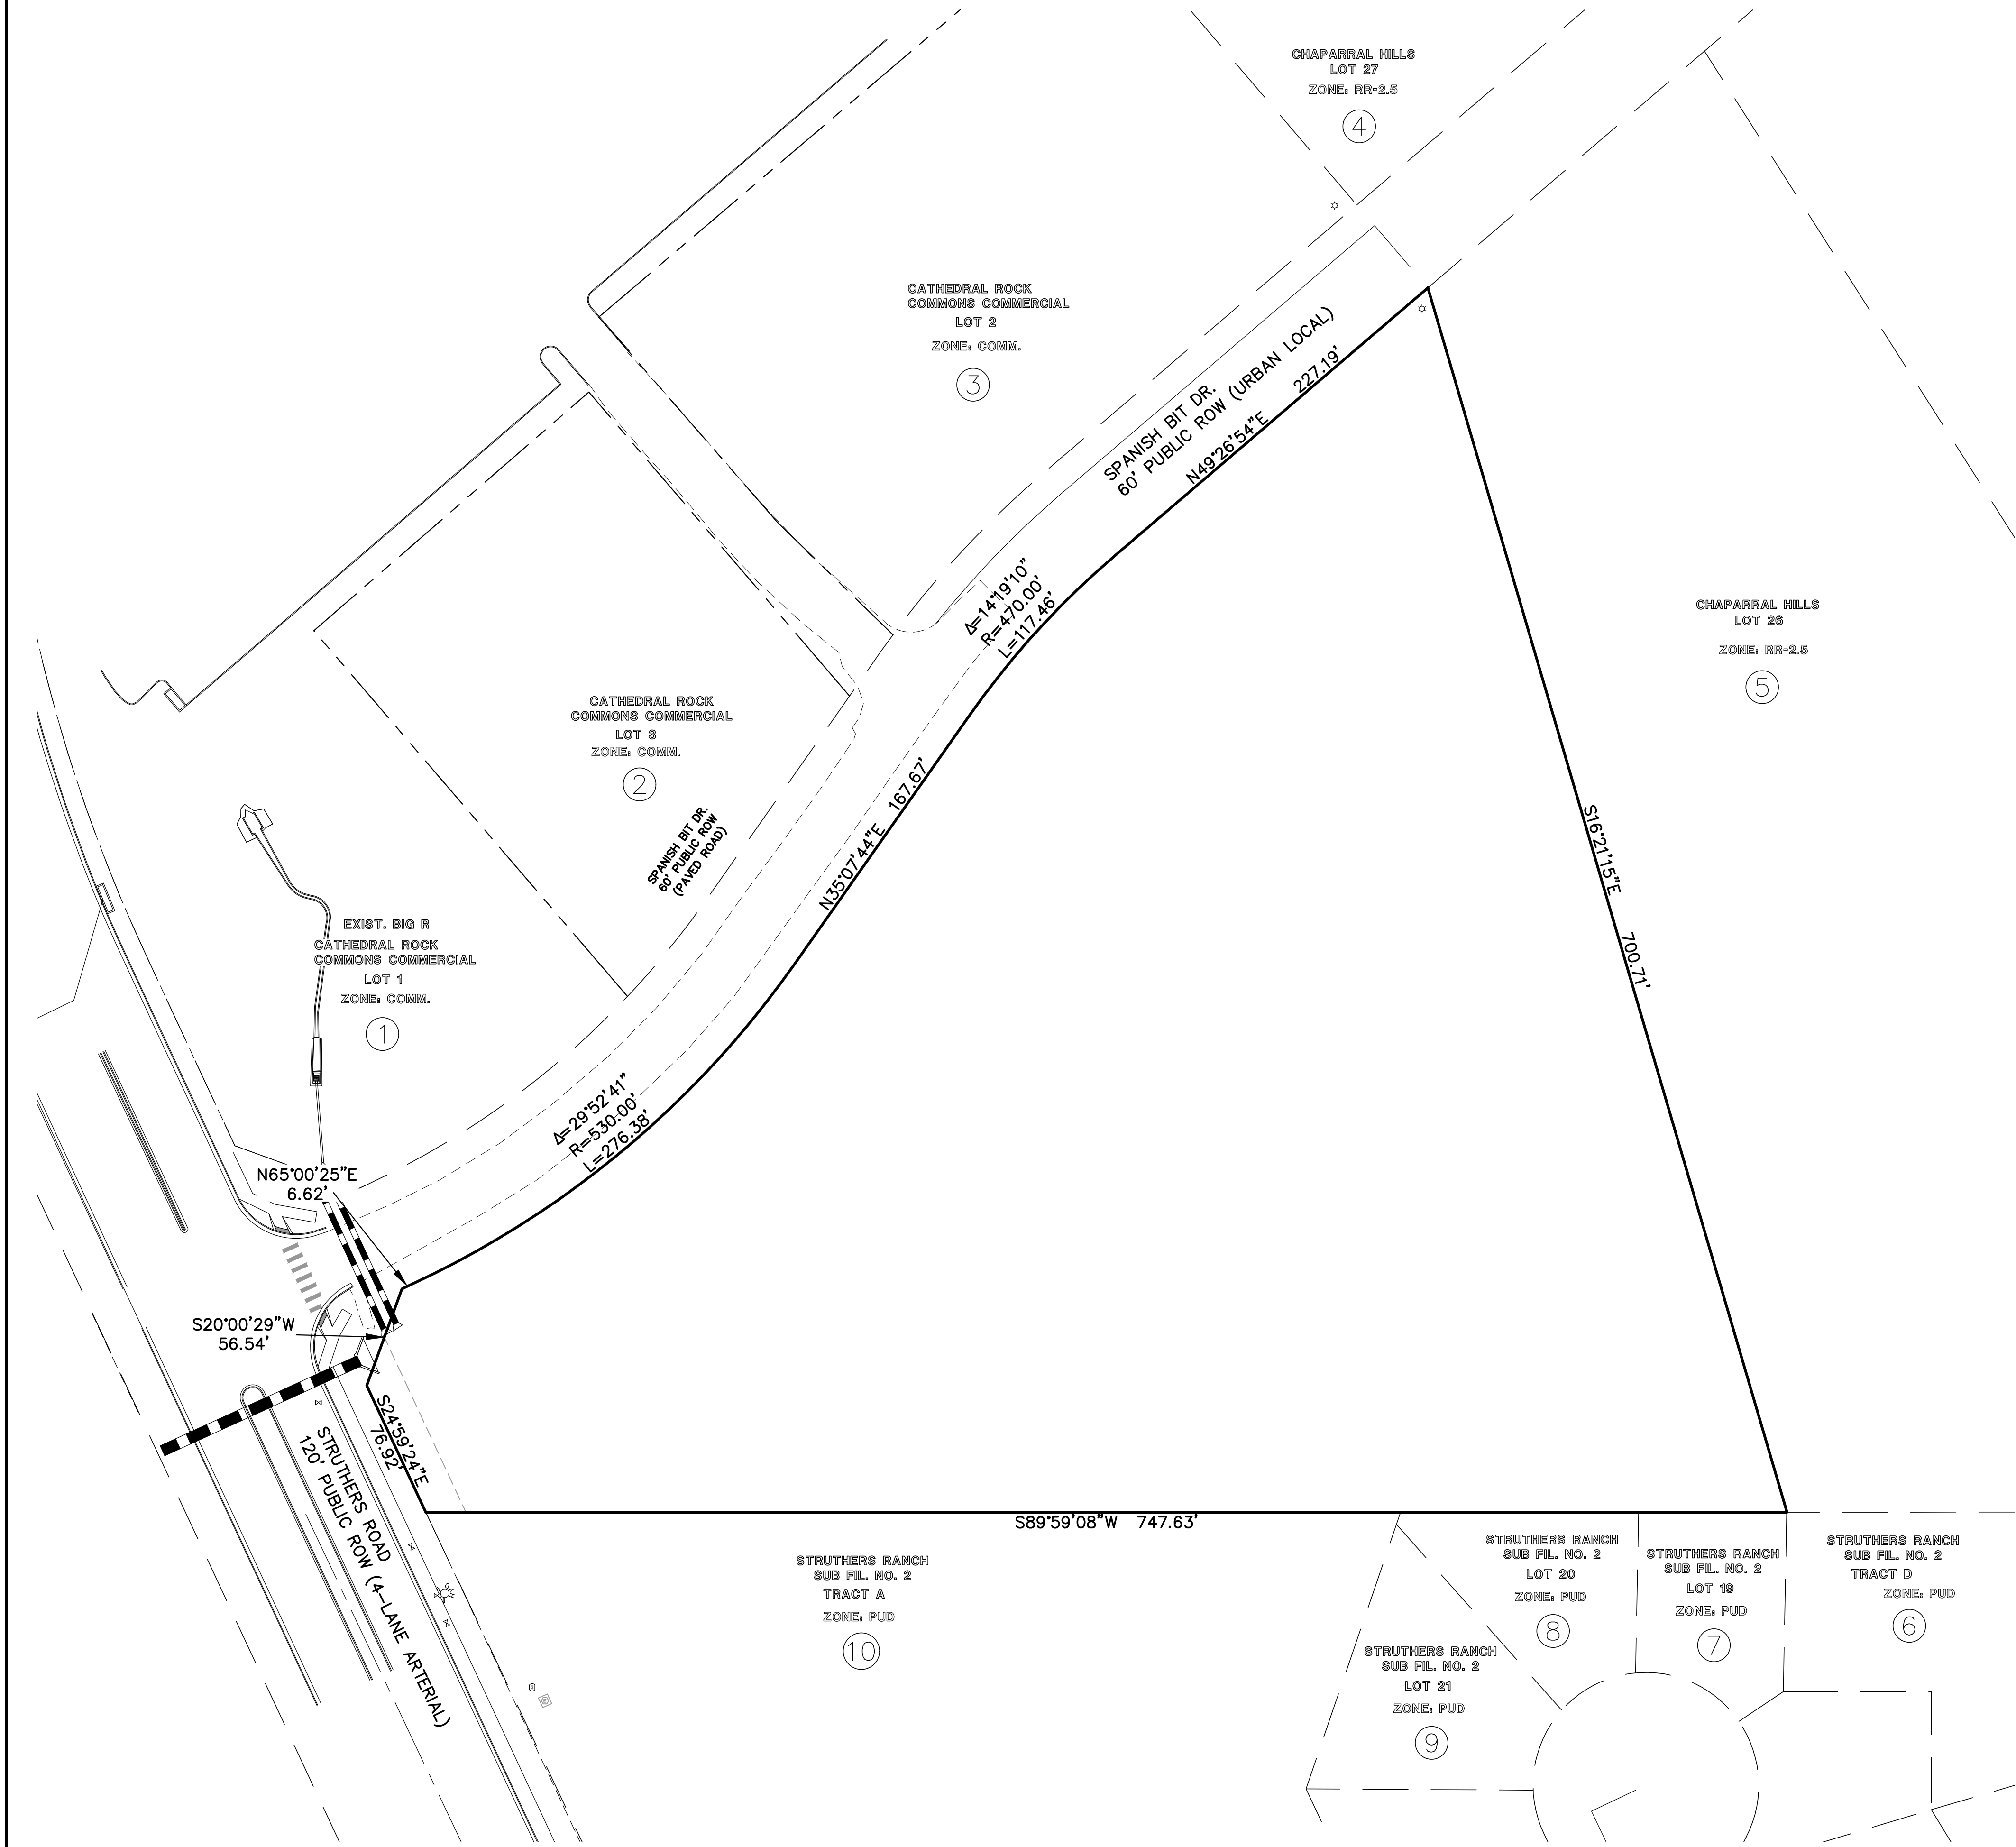 CHAPARRAL HILLS
LOT 27
ZONE: RR-2.5
4
CATHEDRAL ROCK
COMMONS COMMERCIAL
LOT 2
ZONE: COMM.
3
SPANISH BIT DR.
60' PUBLIC ROW (URBAN LOCAL)
N49°26'54"E 227.19'
Δ=14°19'10"
R=470.00'
L=117.46'
CHAPARRAL HILLS
LOT 26
ZONE: RR-2.5
5
CATHEDRAL ROCK
COMMONS COMMERCIAL
LOT 3
ZONE: COMM.
2
SPANISH BIT DR.
60' PUBLIC ROW
(PAVED ROAD)
N35°07'44"E 167.67'
S16°21'15"E 700.71'
EXIST. BIG R
CATHEDRAL ROCK
COMMONS COMMERCIAL
LOT 1
ZONE: COMM.
1
Δ=29°52'41"
R=530.00'
L=276.38'
N65°00'25"E
6.62'
S20°00'29"W
56.54'
S24°59'24"E
76.92'
STRUTHERS ROAD
120' PUBLIC ROW (4-LANE ARTERIAL)
S89°59'08"W 747.63'
STRUTHERS RANCH
SUB FIL. NO. 2
TRACT A
ZONE: PUD
10
STRUTHERS RANCH
SUB FIL. NO. 2
LOT 20
ZONE: PUD
8
STRUTHERS RANCH
SUB FIL. NO. 2
LOT 19
ZONE: PUD
7
STRUTHERS RANCH
SUB FIL. NO. 2
TRACT D
ZONE: PUD
6
STRUTHERS RANCH
SUB FIL. NO. 2
LOT 21
ZONE: PUD
9